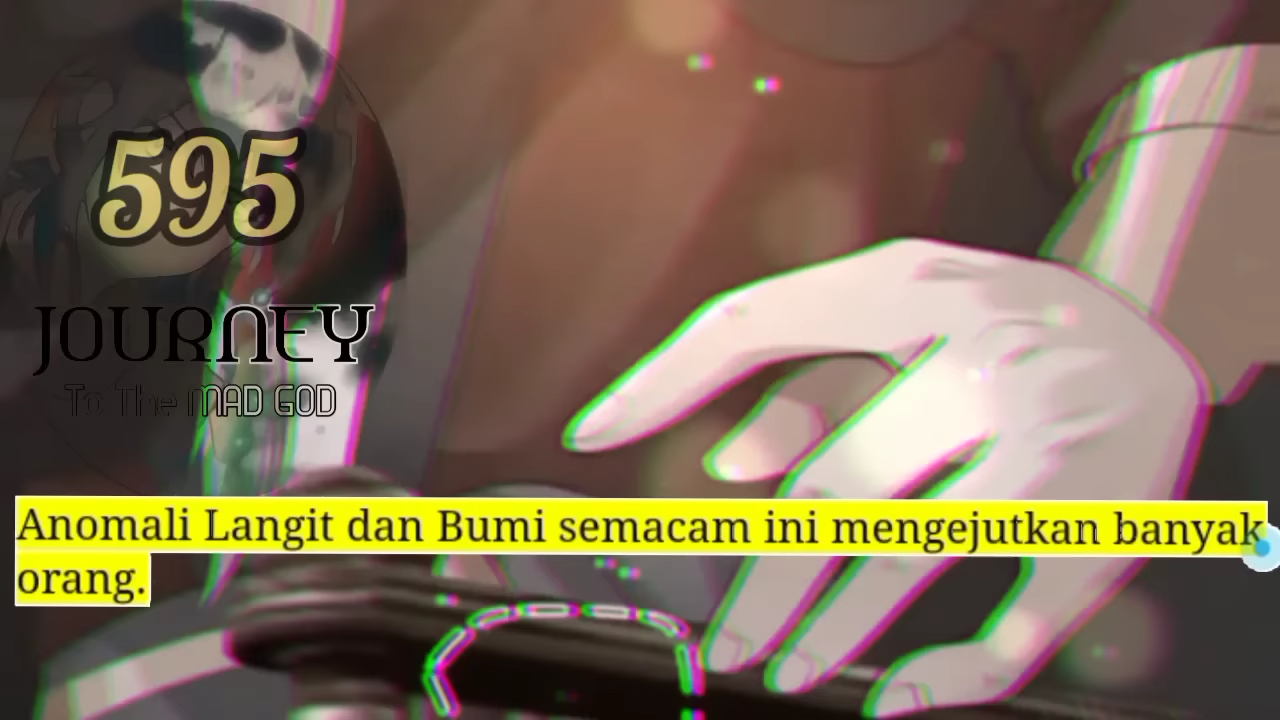 595
JOURNEY
To The MAD GOD
Anomali Langit dan Bumi semacam ini mengejutkan banyak
orang.